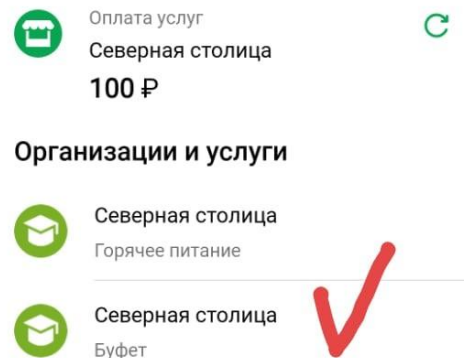 Оплата услуг
Северная столица
100 ₽
Организации и услуги
Северная столица
Горячее питание
Северная столица
Буфет